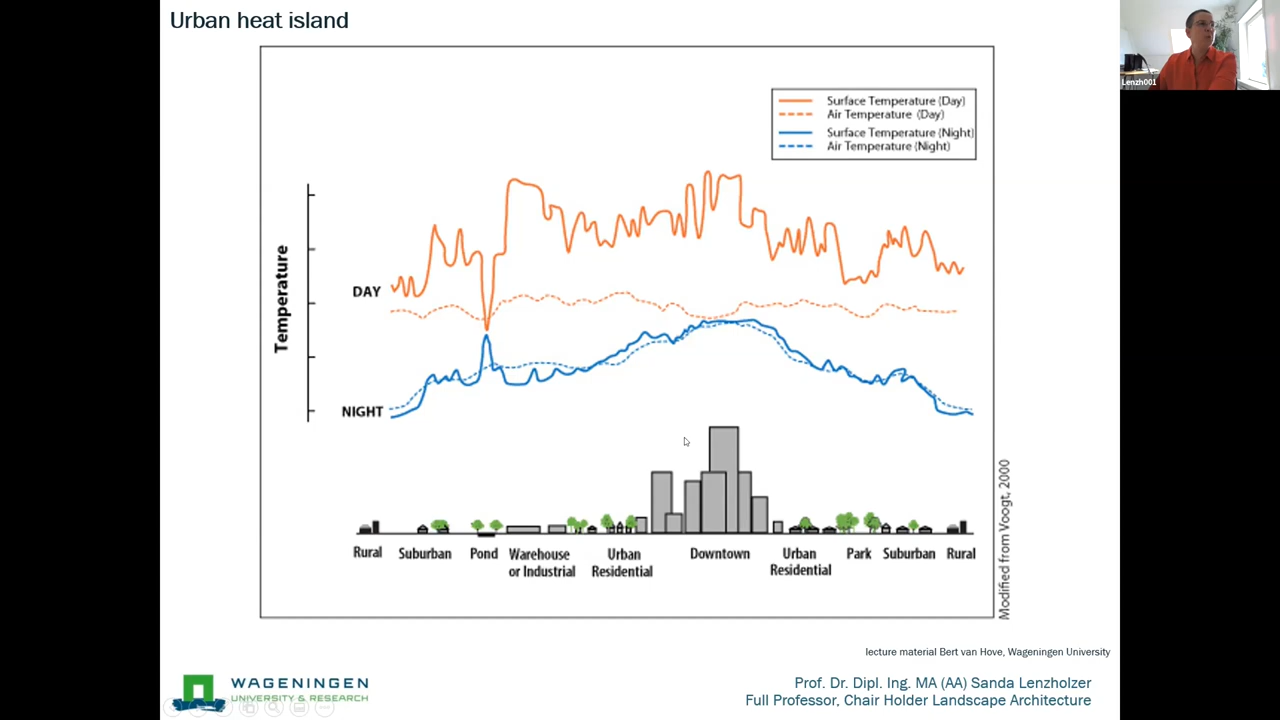 Urban heat island
Lenzh001
Surface Temperature (Day)
Air Temperature (Day)
Surface Temperature (Night)
Air Temperature (Night)
Temperature
DAY
NIGHT
Rural
Suburban
Pond
Warehouse
or Industrial
Urban
Residential
Downtown
Urban
Residential
Park
Suburban
Rural
Modified from Voogt, 2000
lecture material Bert van Hove, Wageningen University
WAGENINGEN
UNIVERSITY & RESEARCH
Prof. Dr. Dipl. Ing. MA (AA) Sanda Lenzholzer
Full Professor, Chair Holder Landscape Architecture